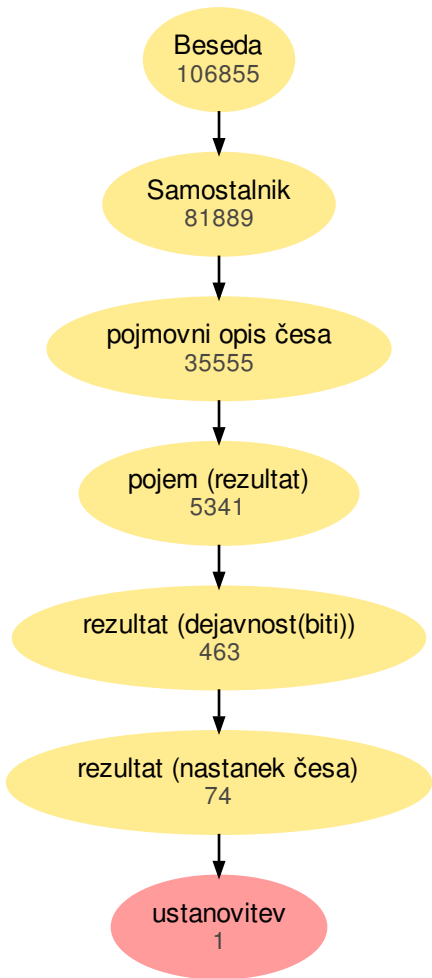 Beseda
106855
Samostalnik
81889
pojmovni opis česa
35555
pojem (rezultat)
5341
rezultat (dejavnost(biti))
463
rezultat (nastanek česa)
74
ustanovitev
1